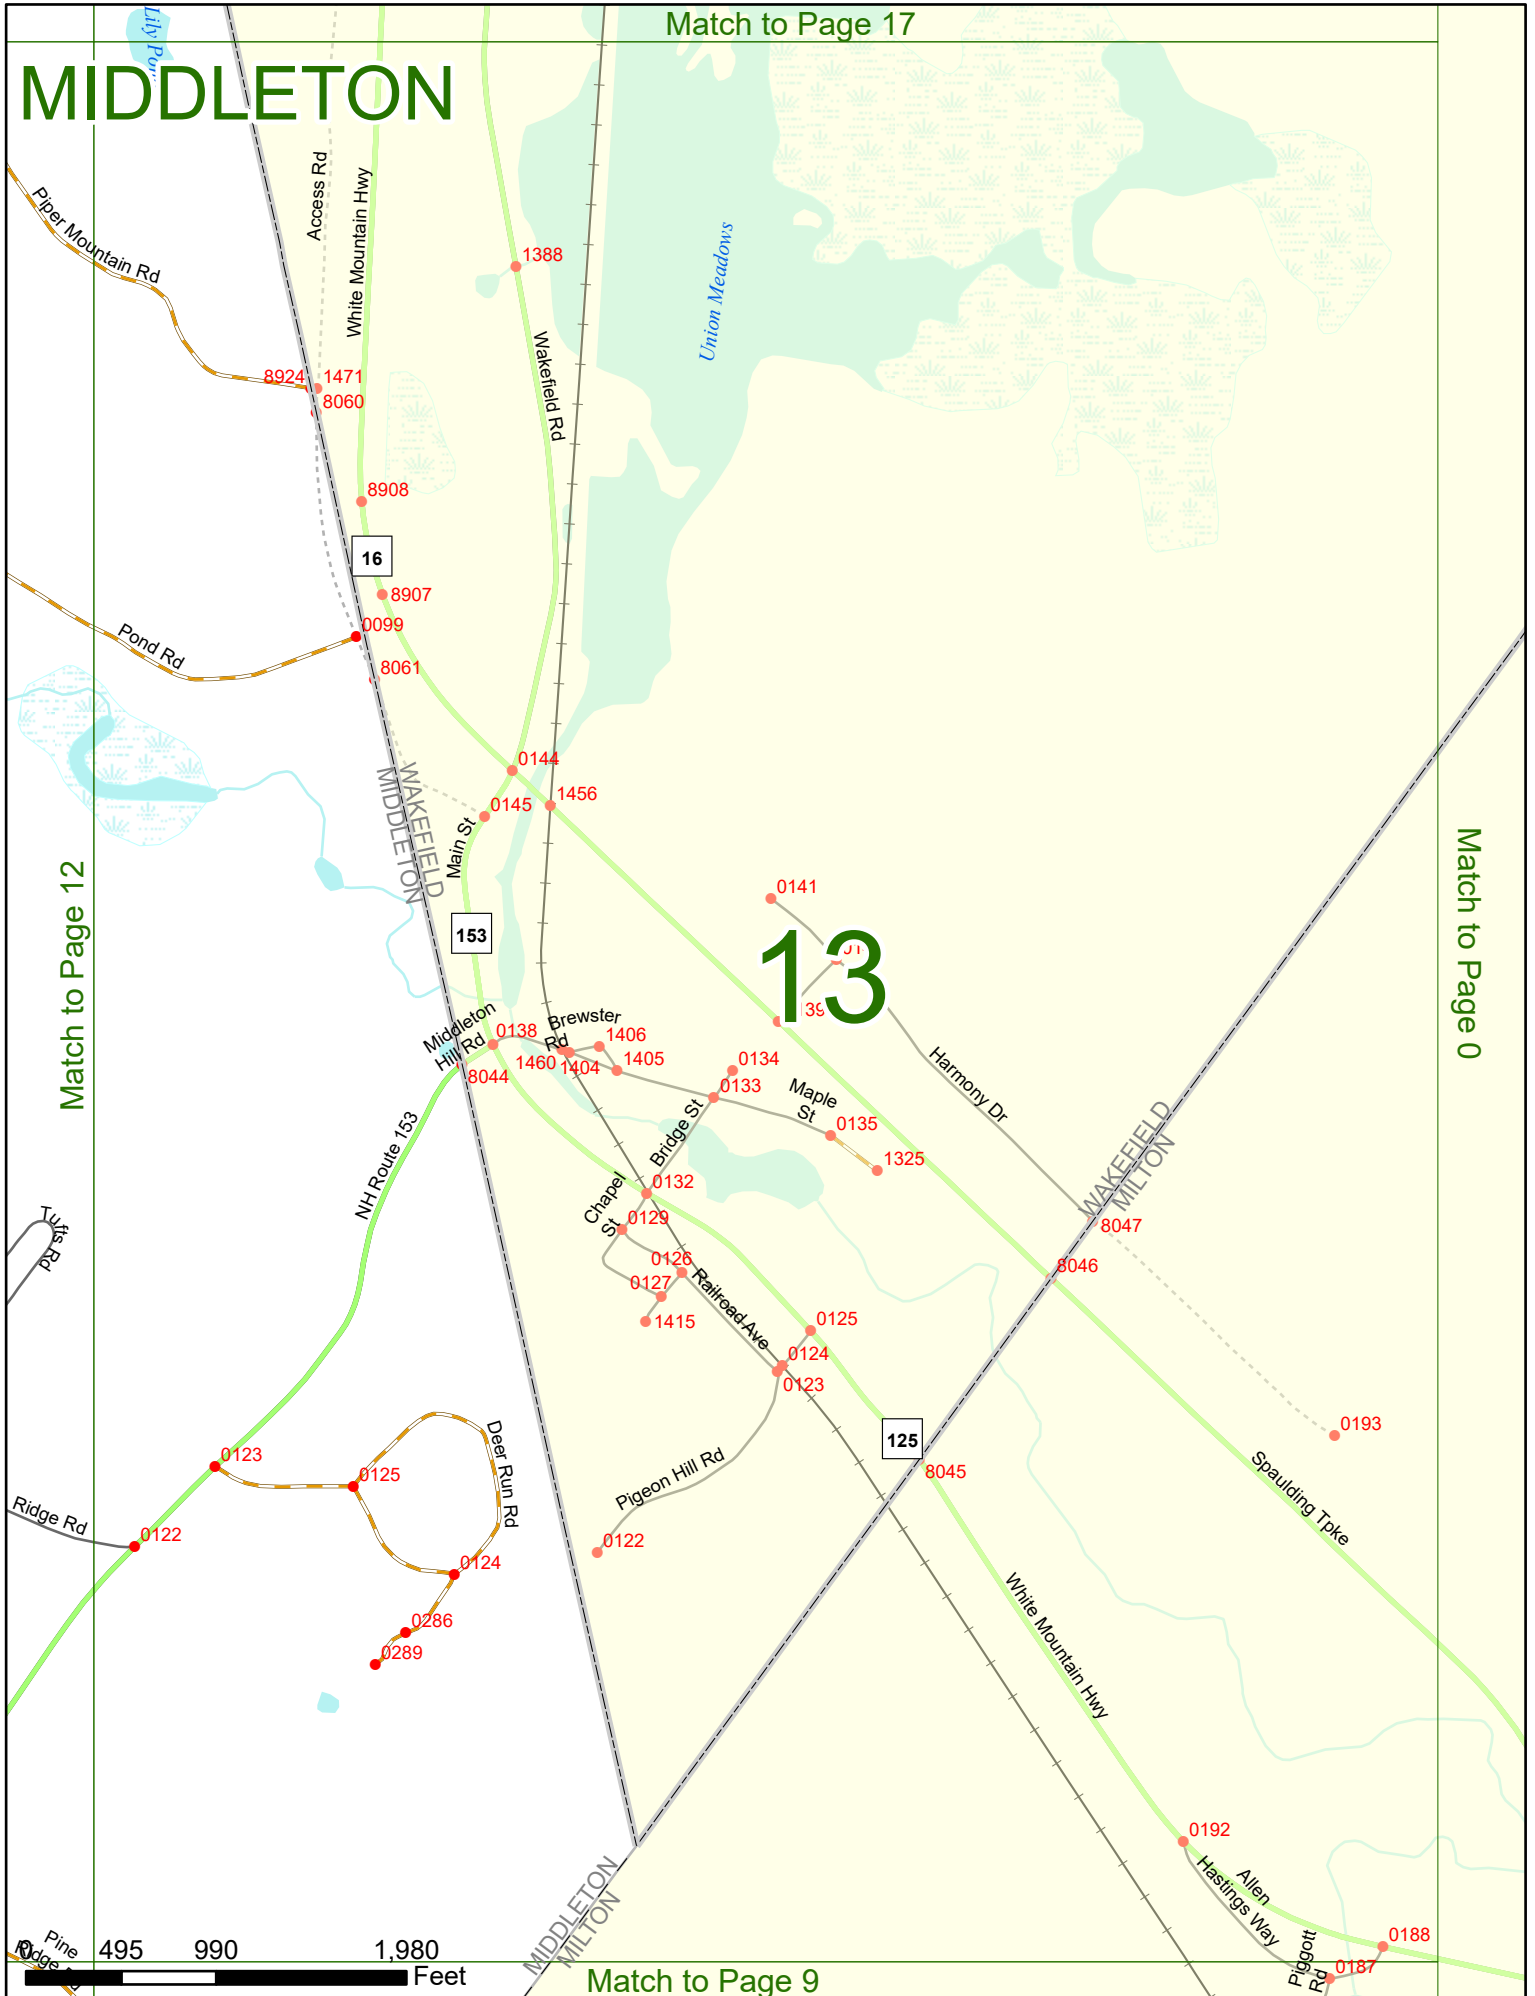 Match to Page 17
MIDDLETON
Access Rd
White Mountain Hwy
Piper Mountain Rd
1388
Union Meadows
Wakefield Rd
8924
1471
8060
8908
16
8907
0099
Pond Rd
8061
0144
1456
0145
WAKEFIELD
MIDDLETON
Main St
Match to Page 12
Match to Page 0
0141
153
13
Middleton
Hill Rd
0138
Brewster
Rd
1406
1460
1404
1405
8044
0134
0133
Maple
St
0135
1325
Harmony Dr
Bridge St
NH Route 153
WAKEFIELD
MILTON
Chapel
St
0132
0129
8047
Tufts Rd
0126
0127
8046
Railroad Ave
1415
0125
0124
0123
0193
125
8045
Deer Run Rd
0123
0125
Pigeon Hill Rd
Spaulding Tpke
Ridge Rd
0122
0122
0124
White Mountain Hwy
0286
0289
0192
Allen
Hastings Way
MIDDLETON
MILTON
0188
0187
Piggott
Rd
Pine
Ridge Rd
0
495
990
1,980
Feet
Match to Page 9